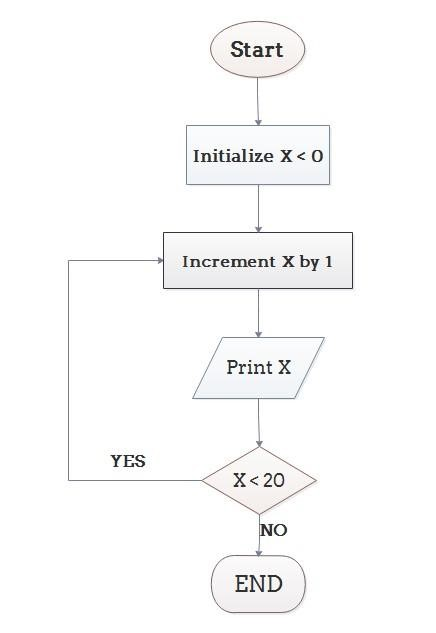 Start
Initialize X < 0
Increment X by 1
Print X
X < 20
YES
NO
END